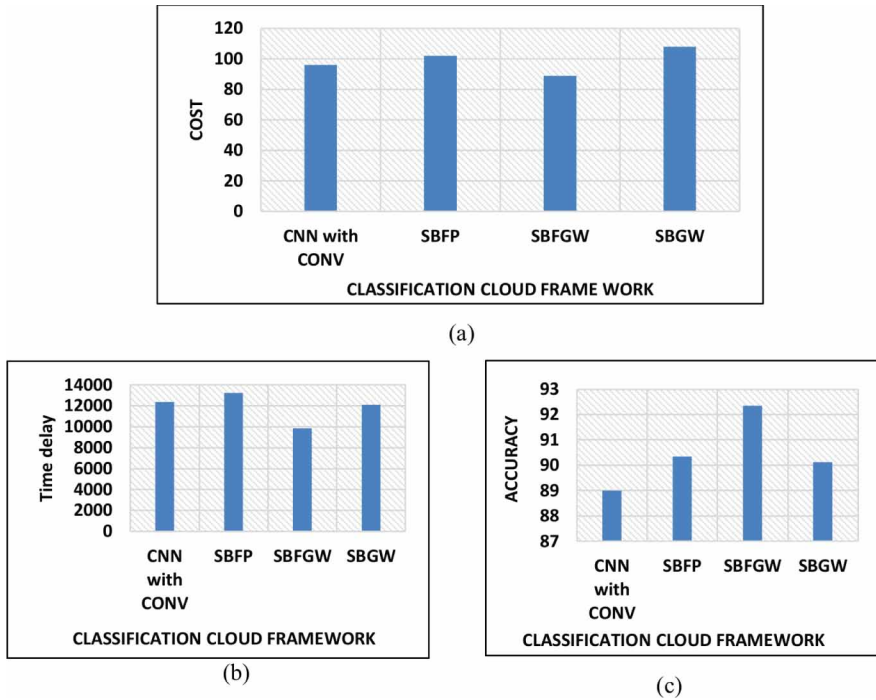 120
100
80
60
40
20
0
COST
CNN with
CONV
SBFP
SBFGW
SBGW
CLASSIFICATION CLOUD FRAME WORK
(a)
14000
12000
10000
8000
6000
4000
2000
0
Time delay
CNN
with
CONV
SBFP
SBFGW
SBGW
CLASSIFICATION CLOUD FRAMEWORK
(b)
93
92
91
90
89
88
87
ACCURACY
CNN
with
CONV
SBFP
SBFGW
SBGW
CLASSIFICATION CLOUD FRAMEWORK
(c)